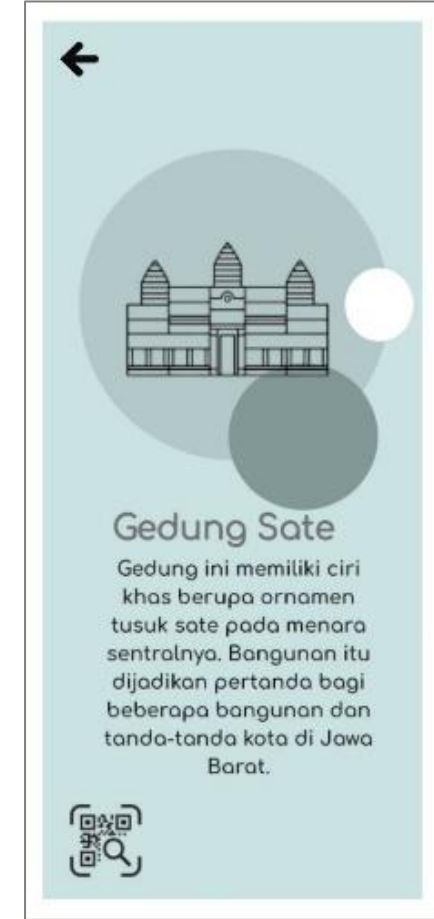 Gedung Sate
Gedung ini memiliki ciri
khas berupa ornamen
tusuk sate pada menara
sentralnya. Bangunan itu
dijadikan pertanda bagi
beberapa bangunan dan
tanda-tanda kota di Jawa
Barat.